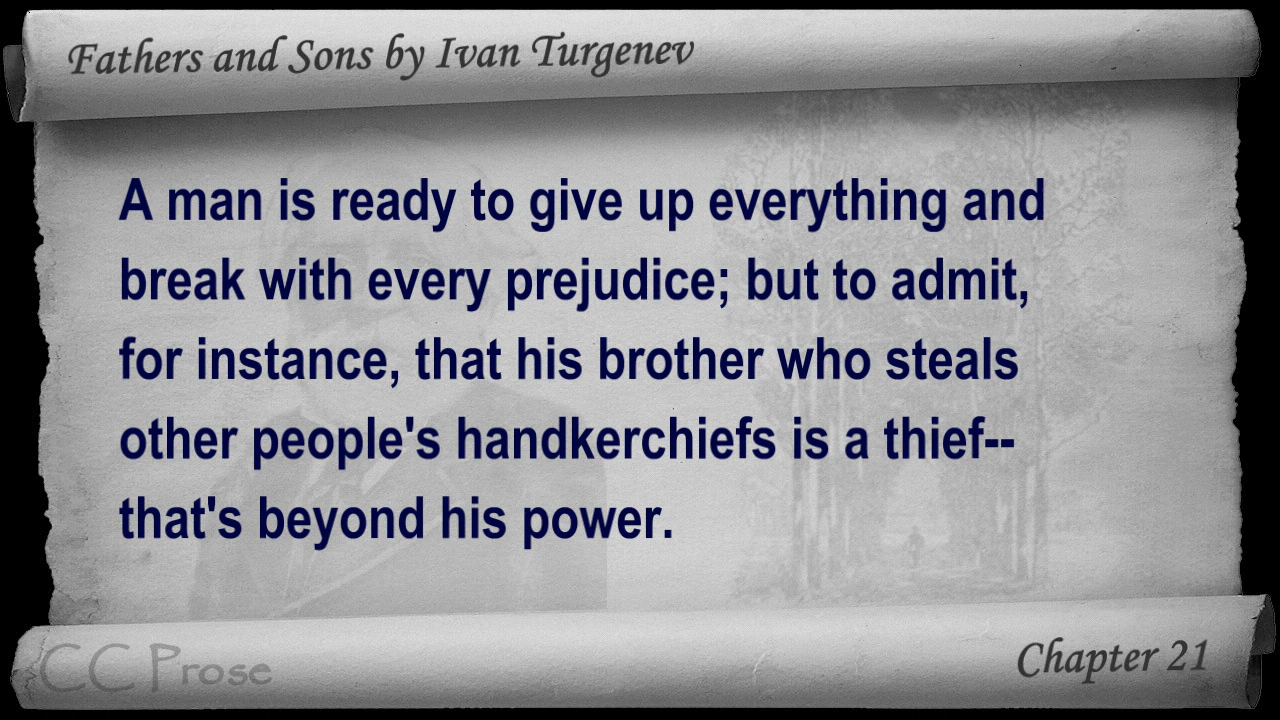 Fathers and Sons by Ivan Turgenev
A man is ready to give up everything and
break with every prejudice; but to admit,
for instance, that his brother who steals
other people's handkerchiefs is a thief--
that's beyond his power.
CC Prose
Chapter 21